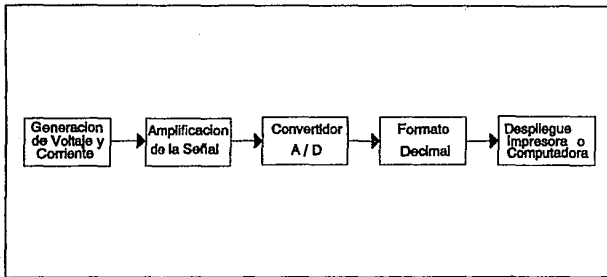 Generacion
de Voltaje y
Corriente
Amplificacion
de la Señal
Convertidor
A / D
Formato
Decimal
Despliegue
Impresora o
Computadora